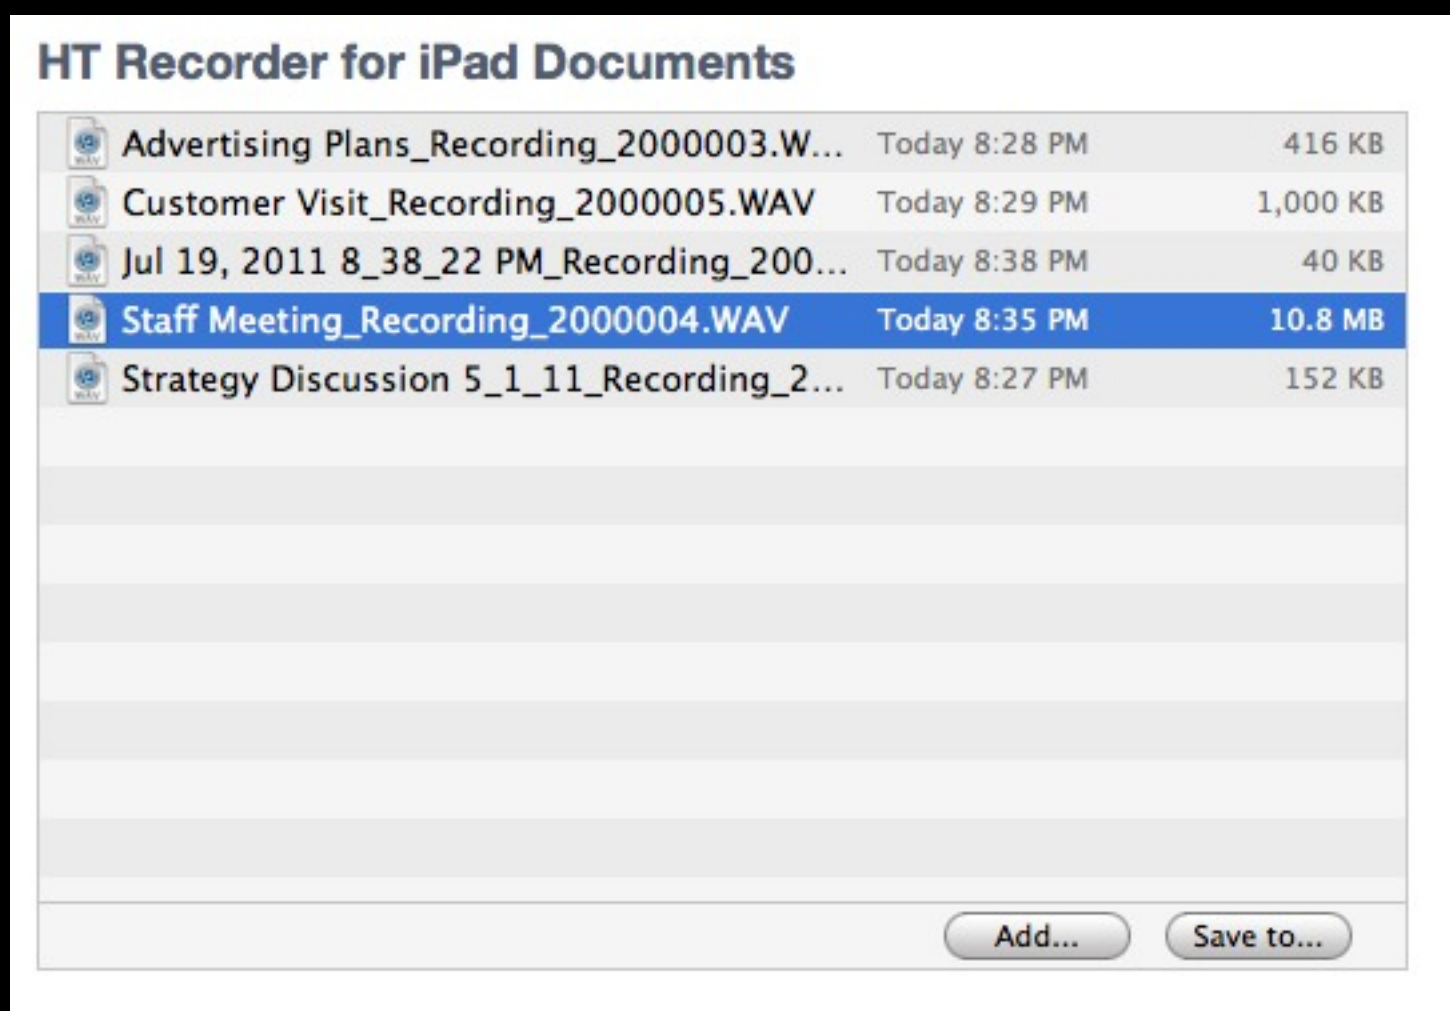 HT Recorder for iPad Documents
Advertising Plans_Recording_2000003.W... Today 8:28 PM 416 KB
Customer Visit_Recording_2000005.WAV Today 8:29 PM 1,000 KB
Jul 19, 2011 8_38_22 PM_Recording_200... Today 8:38 PM 40 KB
Staff Meeting_Recording_2000004.WAV Today 8:35 PM 10.8 MB
Strategy Discussion 5_1_11_Recording_2... Today 8:27 PM 152 KB
Add... Save to...